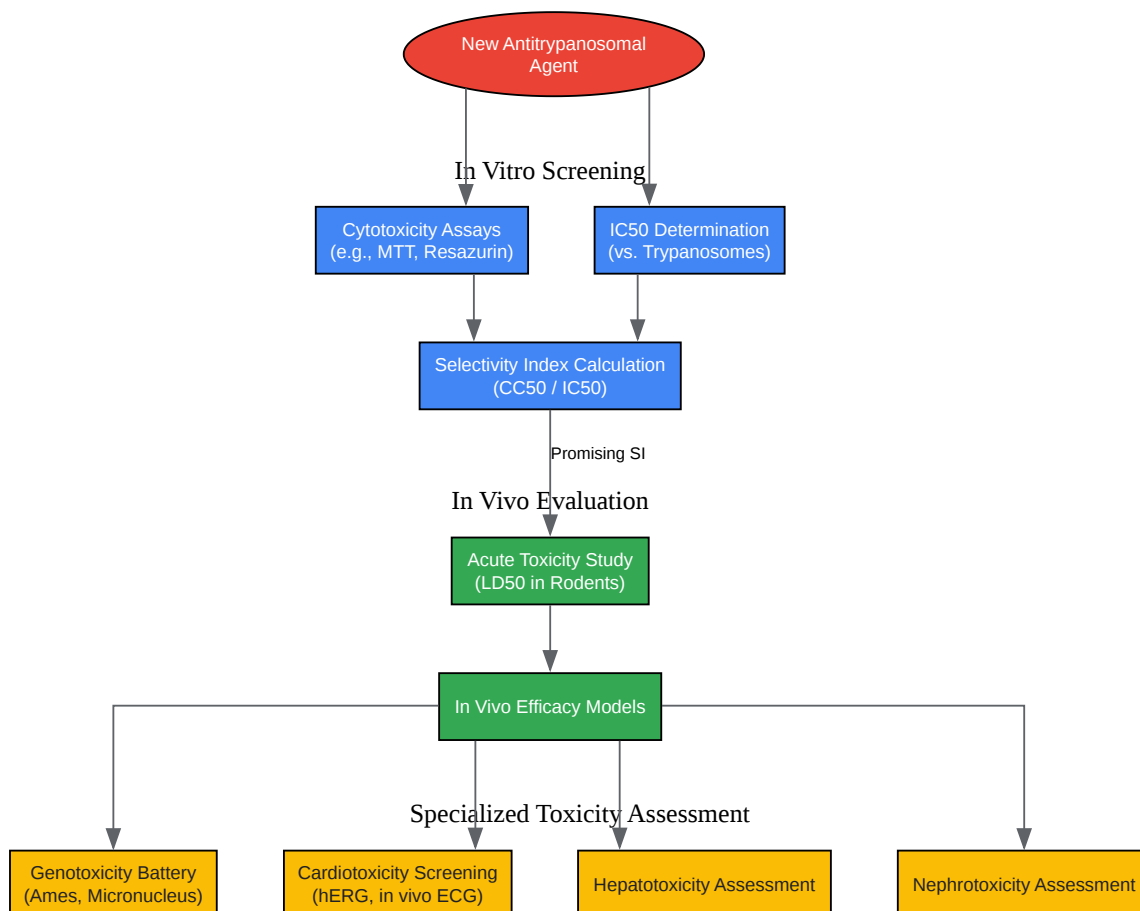 New Antitrypanosomal
Agent
In Vitro Screening
Cytotoxicity Assays
(e.g., MTT, Resazurin)
IC50 Determination
(vs. Trypanosomes)
Selectivity Index Calculation
(CC50 / IC50)
Promising SI
In Vivo Evaluation
Acute Toxicity Study
(LD50 in Rodents)
In Vivo Efficacy Models
Specialized Toxicity Assessment
Genotoxicity Battery
(Ames, Micronucleus)
Cardiotoxicity Screening
(hERG, in vivo ECG)
Hepatotoxicity Assessment
Nephrotoxicity Assessment